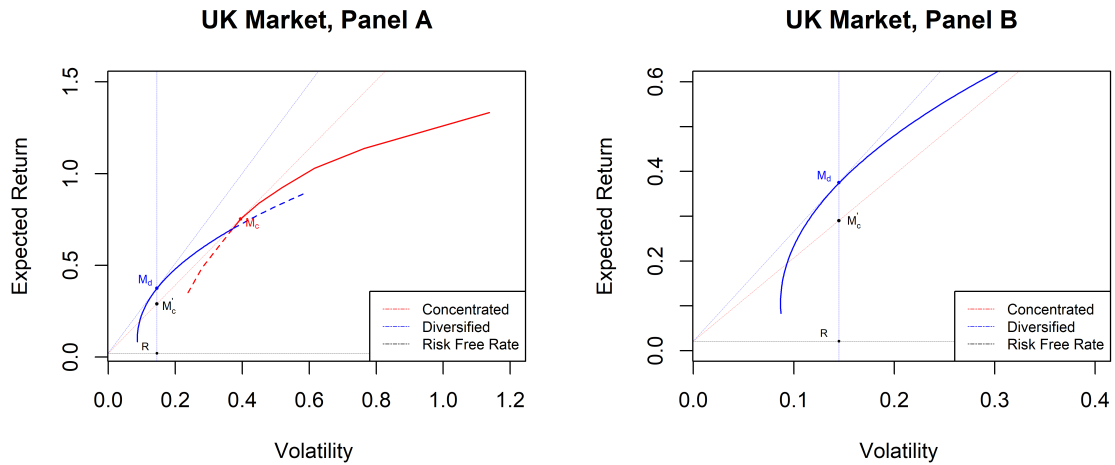 UK Market, Panel A
Expected Return
1.5
1.0
0.5
0.0
M_d
M_c
M'_c
R
Concentrated
Diversified
Risk Free Rate
0.0 0.2 0.4 0.6 0.8 1.0 1.2
Volatility
UK Market, Panel B
Expected Return
0.6
0.4
0.2
0.0
M_d
M'_c
R
Concentrated
Diversified
Risk Free Rate
0.0 0.1 0.2 0.3 0.4
Volatility